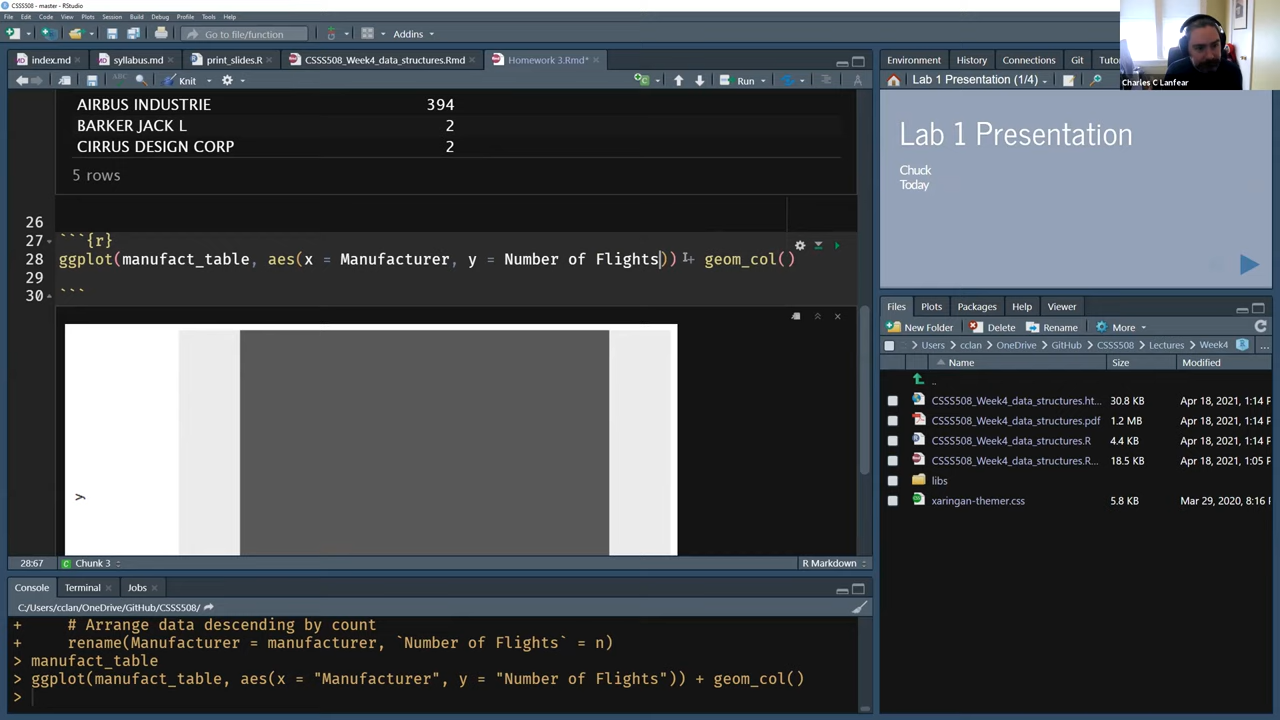 CSSS508 - master - RStudio
File Edit Code View Plots Session Build Debug Profile Tools Help
Go to file/function
Addins
index.md syllabus.md print_slides.R CSSS508_Week4_data_structures.Rmd Homework 3.Rmd*
Knit Run
AIRBUS INDUSTRIE 394
BARKER JACK L 2
CIRRUS DESIGN CORP 2
5 rows
26
27 ```{r}
28 ggplot(manufact_table, aes(x = Manufacturer, y = Number of Flights)) + geom_col()
29
30 ```
y
28:67 Chunk 3 R Markdown
Console Terminal Jobs
C:/Users/cclan/OneDrive/GitHub/CSSS508/
+ # Arrange data descending by count
+ rename(Manufacturer = manufacturer, `Number of Flights` = n)
> manufact_table
> ggplot(manufact_table, aes(x = "Manufacturer", y = "Number of Flights")) + geom_col()
>
Charles C Lanfear
Environment History Connections Git Tuto
Lab 1 Presentation (1/4)
Lab 1 Presentation
Chuck
Today
Files Plots Packages Help Viewer
New Folder Delete Rename More
Users cclan OneDrive GitHub CSSS508 Lectures Week4 ...
Name Size Modified
..
CSSS508_Week4_data_structures.ht... 30.8 KB Apr 18, 2021, 1:14 P
CSSS508_Week4_data_structures.pdf 1.2 MB Apr 18, 2021, 1:14 P
CSSS508_Week4_data_structures.R 4.4 KB Apr 18, 2021, 1:14 P
CSSS508_Week4_data_structures.R... 18.5 KB Apr 18, 2021, 1:05 P
libs
xaringan-themer.css 5.8 KB Mar 29, 2020, 8:16 P